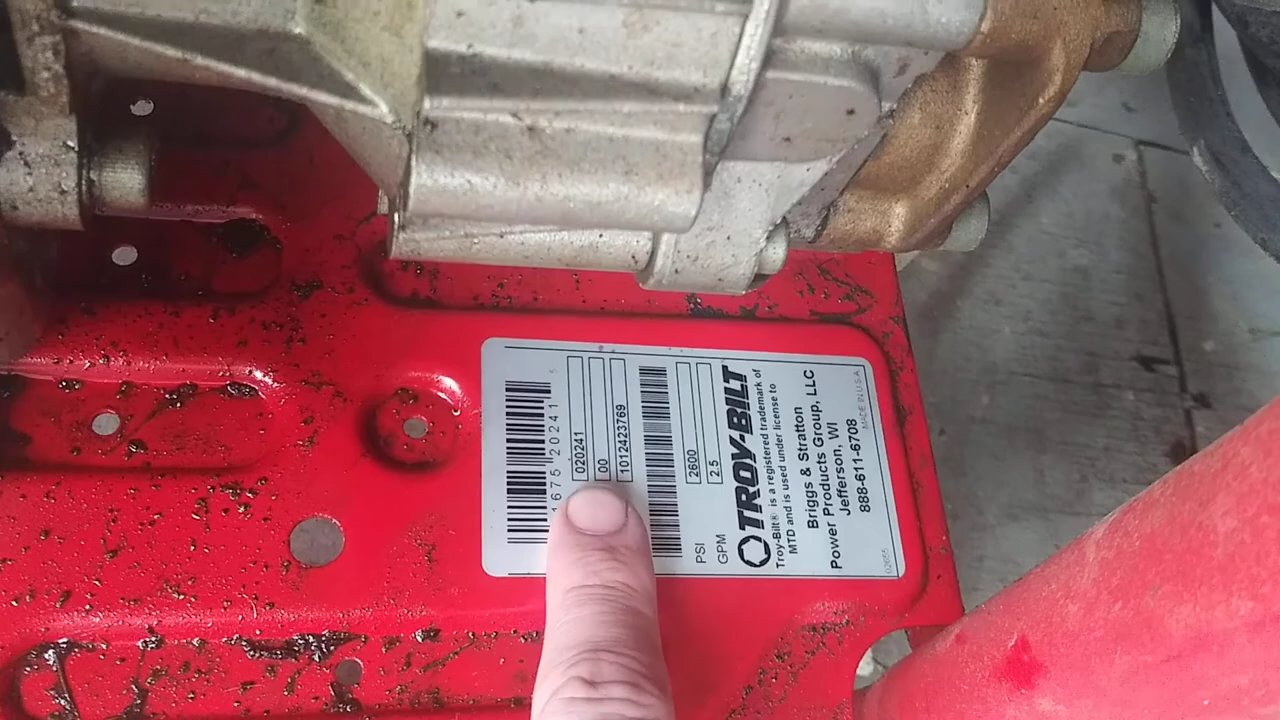 1675 20241 5
020241
00
1012423769
PSI 2600
GPM 2.5
TROY-BILT
Troy-Bilt® is a registered trademark of
MTD and is used under license to
Briggs & Stratton
Power Products Group, LLC
Jefferson, WI
888-611-6708
02655 MADE IN U.S.A.